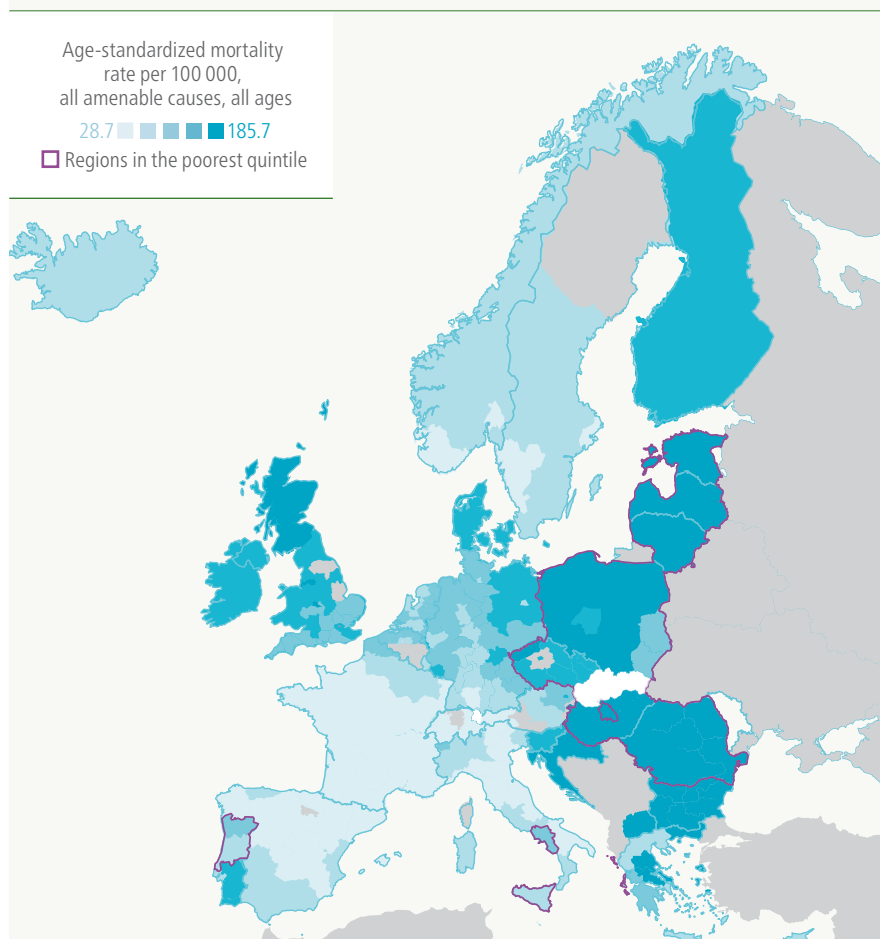 Age-standardized mortality
rate per 100 000,
all amenable causes, all ages
28.7 185.7
Regions in the poorest quintile